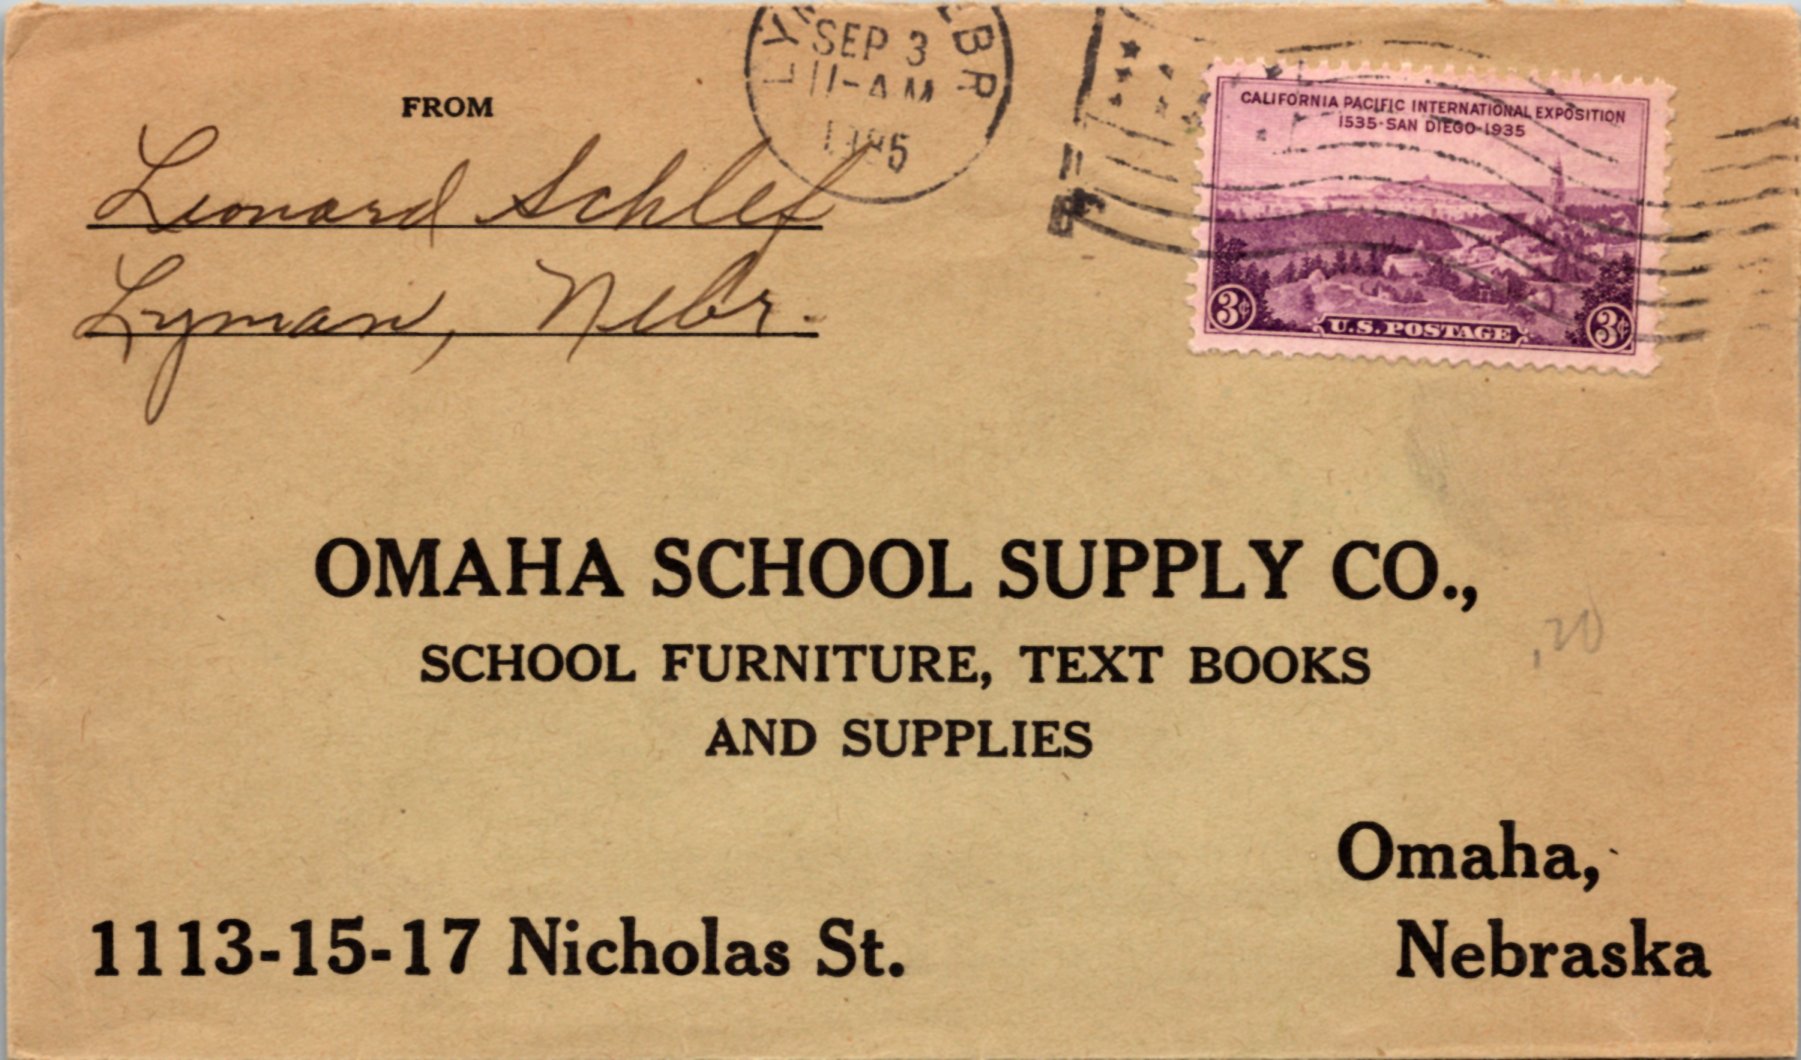 SEP 3
11-AM
FROM
CALIFORNIA PACIFIC INTERNATIONAL EXPOSITION
1535-SAN DIEGO-1935
Leonard Schlef
Lyman, Nebr.
3¢ U.S. POSTAGE 3¢
OMAHA SCHOOL SUPPLY CO.,
SCHOOL FURNITURE, TEXT BOOKS
AND SUPPLIES
.20
Omaha,
1113-15-17 Nicholas St.
Nebraska